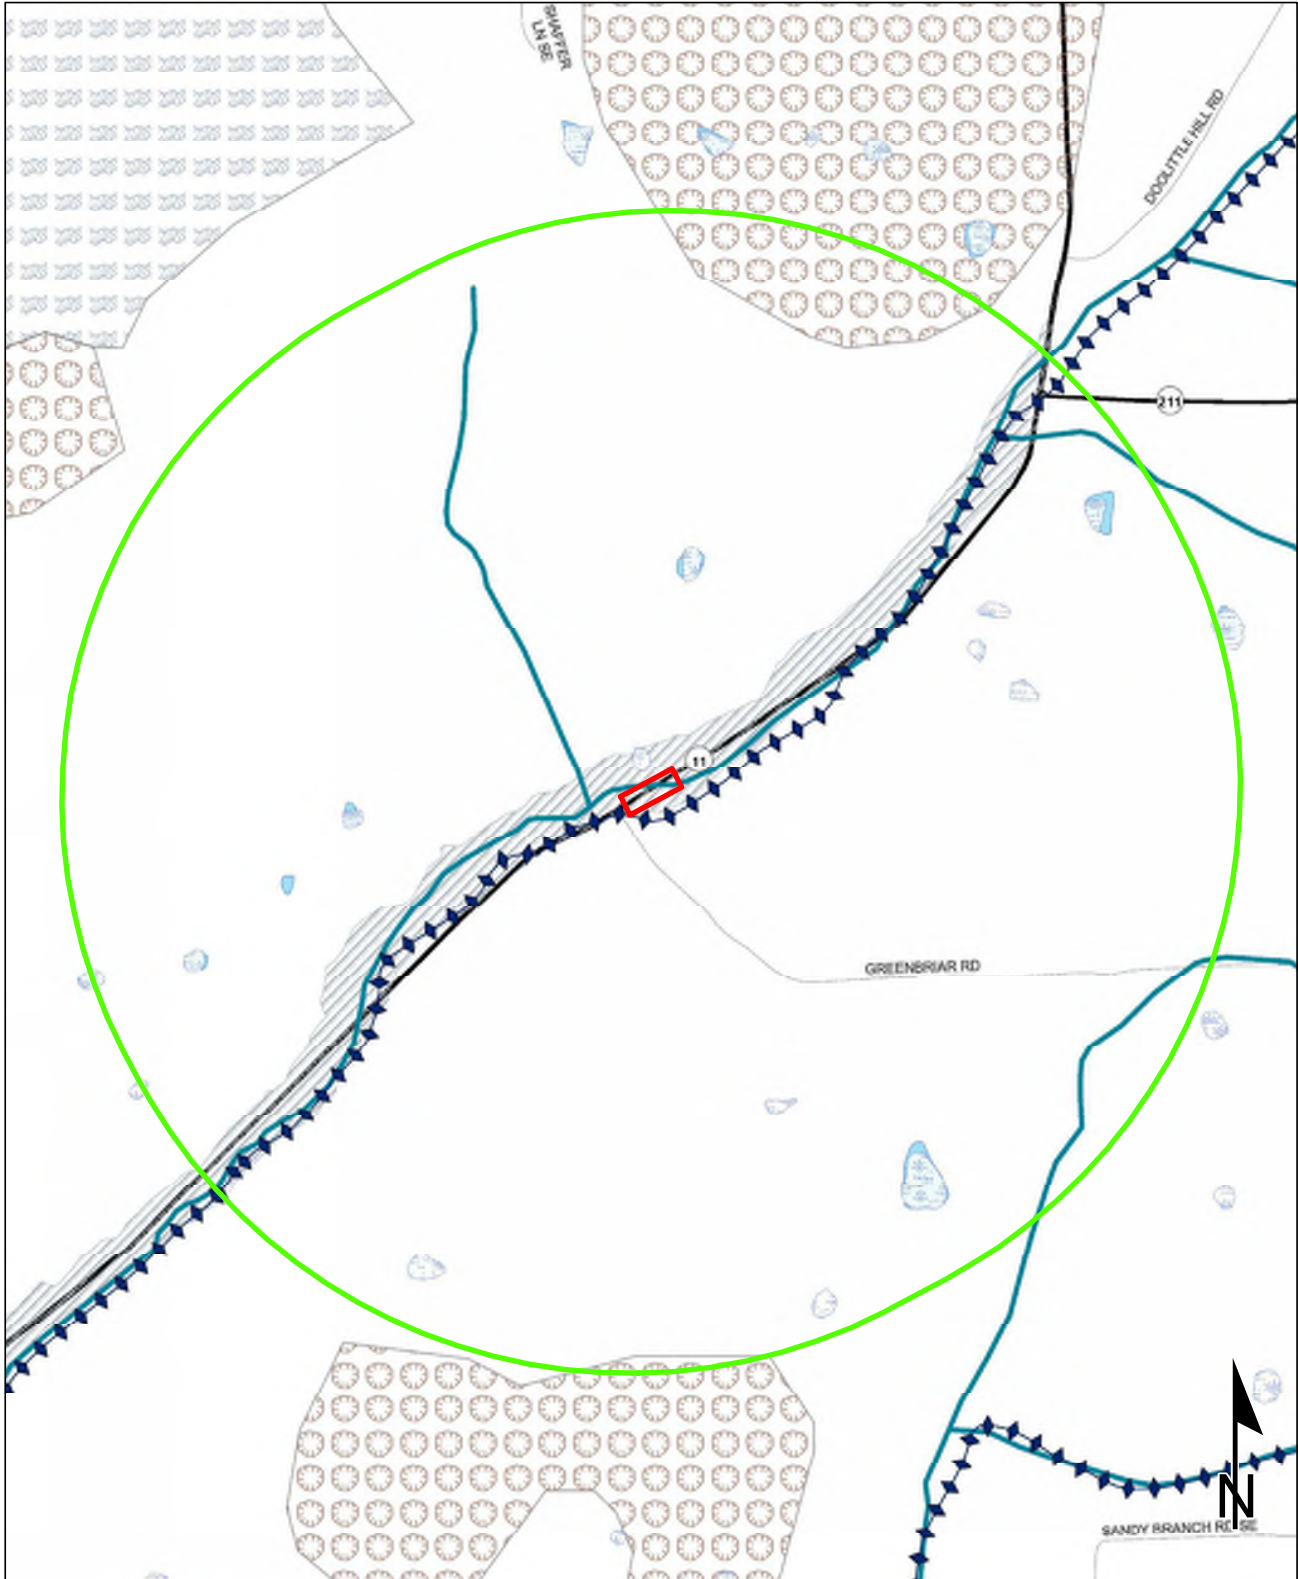 SHAFFER
LN SE
DOOLITTLE HILL RD
211
11
GREENBRIAR RD
N
SANDY BRANCH RD SE